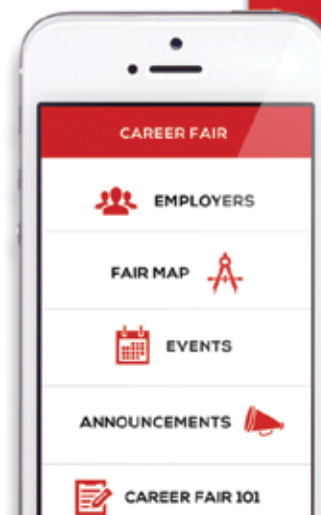 CAREER FAIR
EMPLOYERS
FAIR MAP
EVENTS
ANNOUNCEMENTS
CAREER FAIR 101